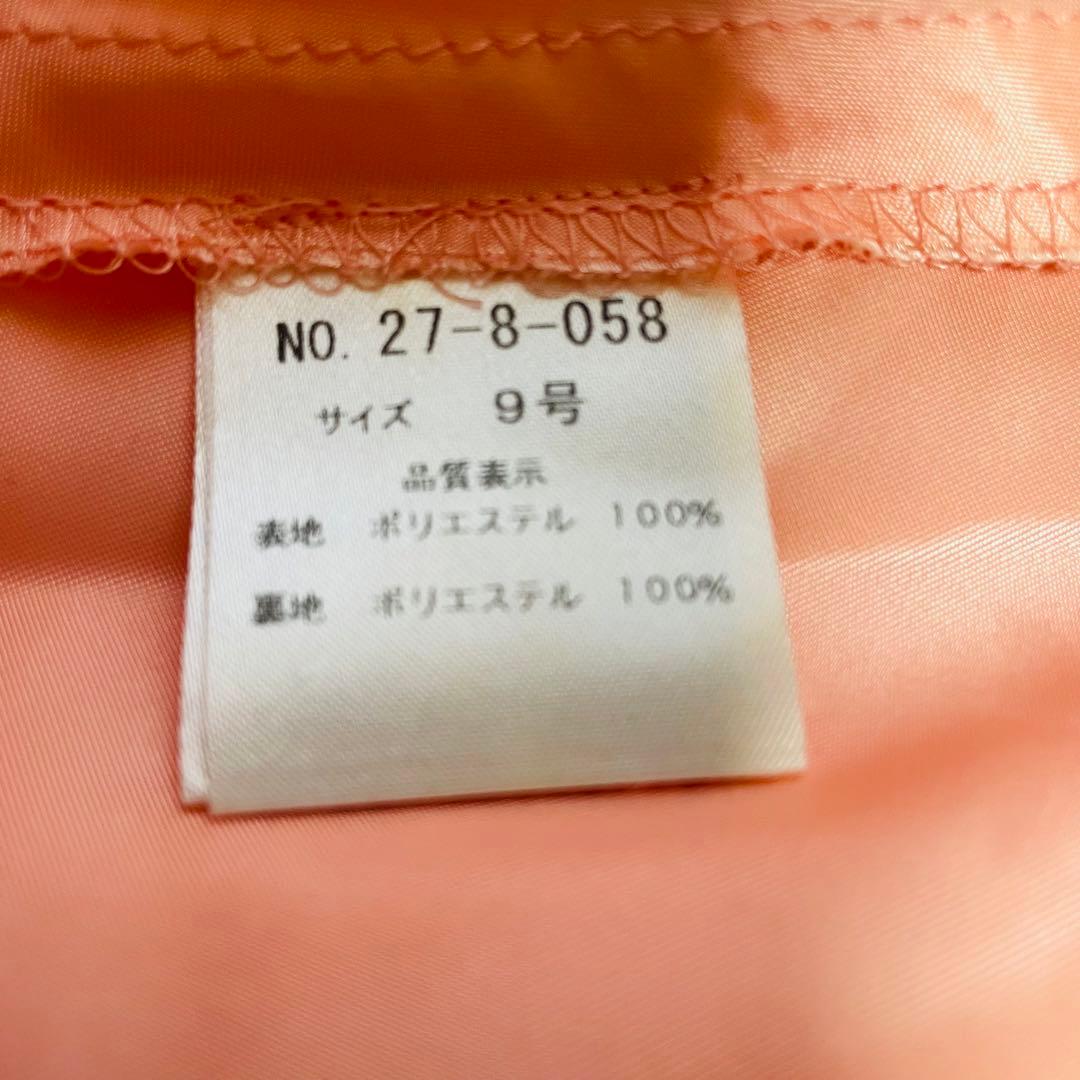 NO. 27-8-058
サイズ 9号
品質表示
表地 ポリエステル 100%
裏地 ポリエステル 100%